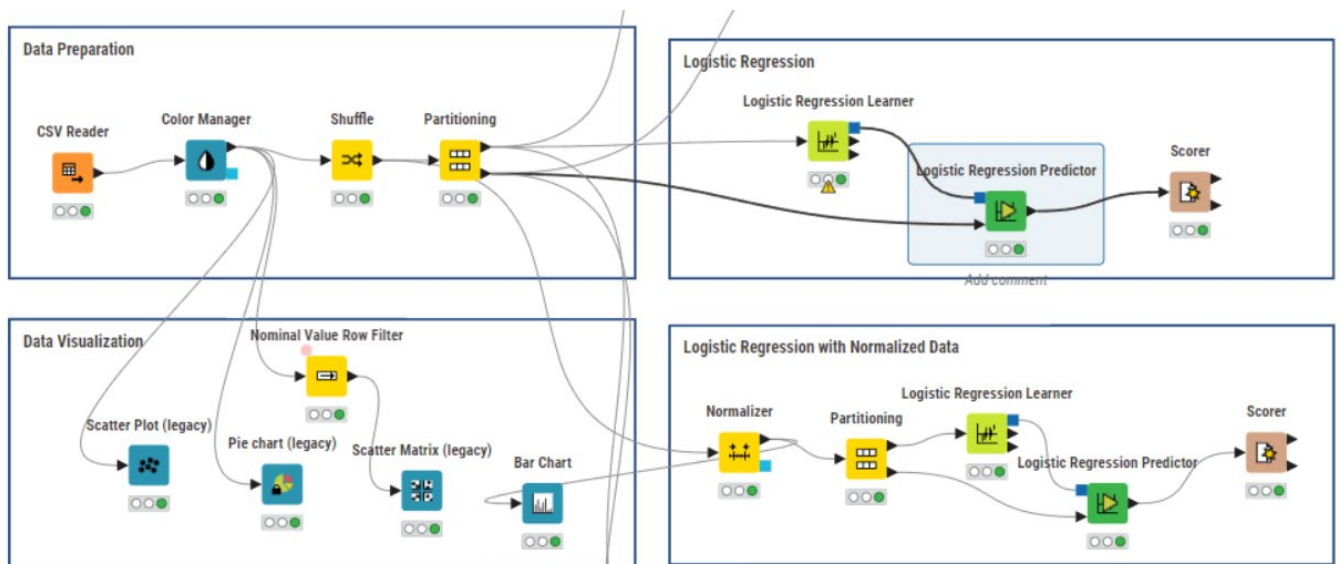 Data Preparation
CSV Reader
Color Manager
Shuffle
Partitioning
Logistic Regression
Logistic Regression Learner
Logistic Regression Predictor
Scorer
Add comment
Data Visualization
Nominal Value Row Filter
Scatter Plot (legacy)
Pie chart (legacy)
Scatter Matrix (legacy)
Bar Chart
Logistic Regression with Normalized Data
Normalizer
Partitioning
Logistic Regression Learner
Logistic Regression Predictor
Scorer